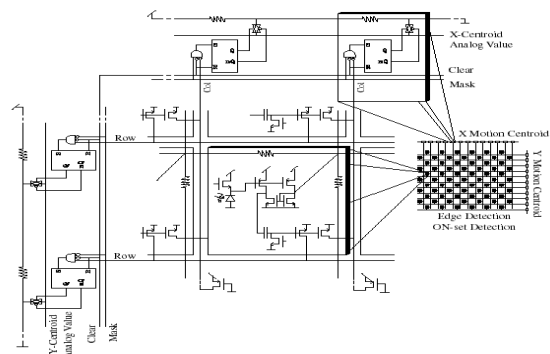 X-Centroid
Analog Value
Clear
Mask
Col
Col
Row
X Motion Centroid
Y Motion Centroid
Edge Detection
ON-set Detection
Row
Y-Centroid
Analog Value
Clear
Mask